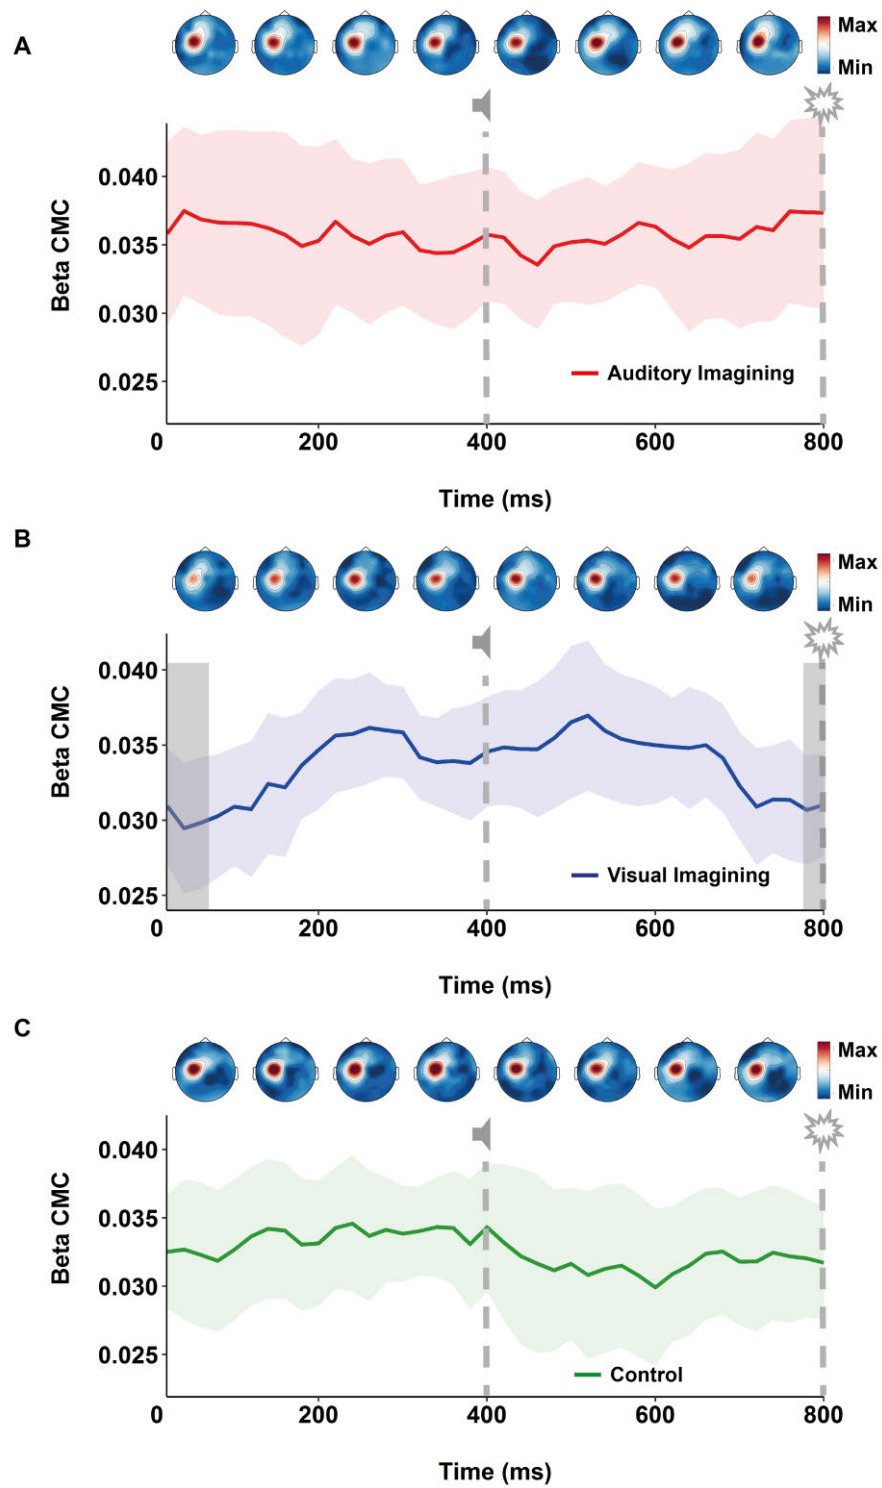 A
Max
Min
Beta CMC
0.040
0.035
0.030
0.025
Auditory Imagining
0 200 400 600 800
Time (ms)
B
Max
Min
Beta CMC
0.040
0.035
0.030
0.025
Visual Imagining
0 200 400 600 800
Time (ms)
C
Max
Min
Beta CMC
0.040
0.035
0.030
0.025
Control
0 200 400 600 800
Time (ms)